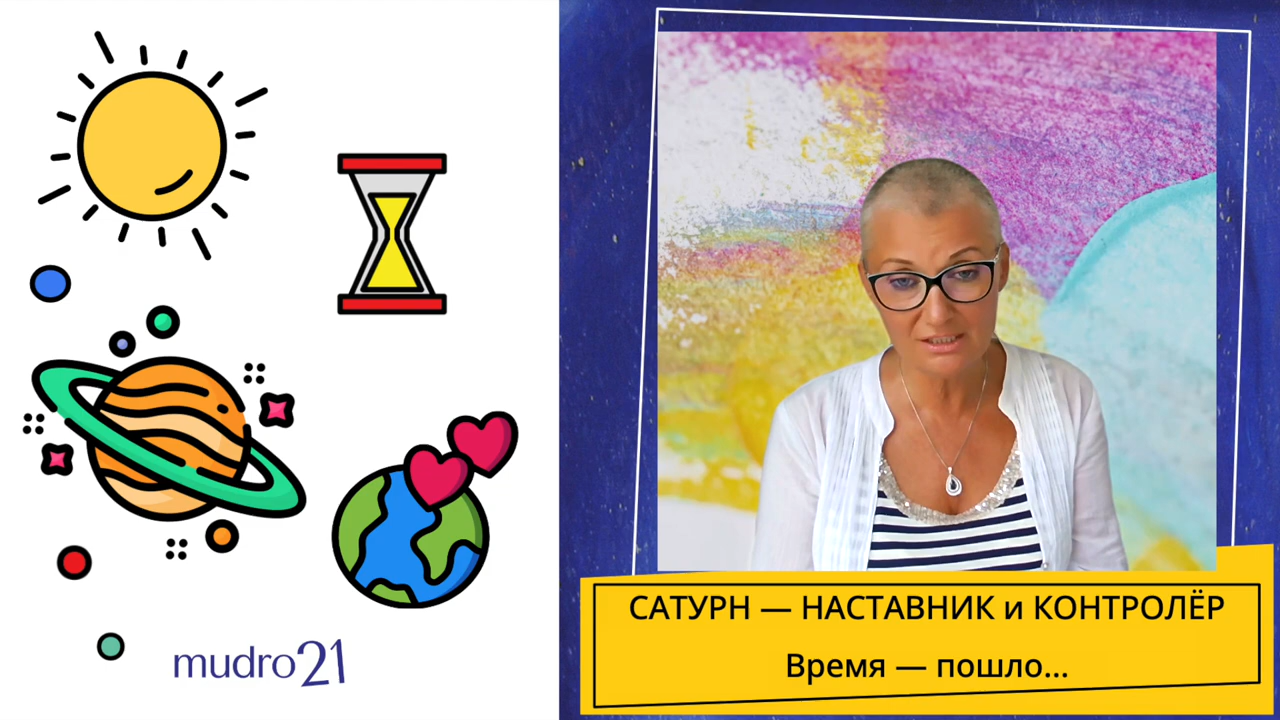 mudro21
САТУРН — НАСТАВНИК и КОНТРОЛЁР
Время — пошло...